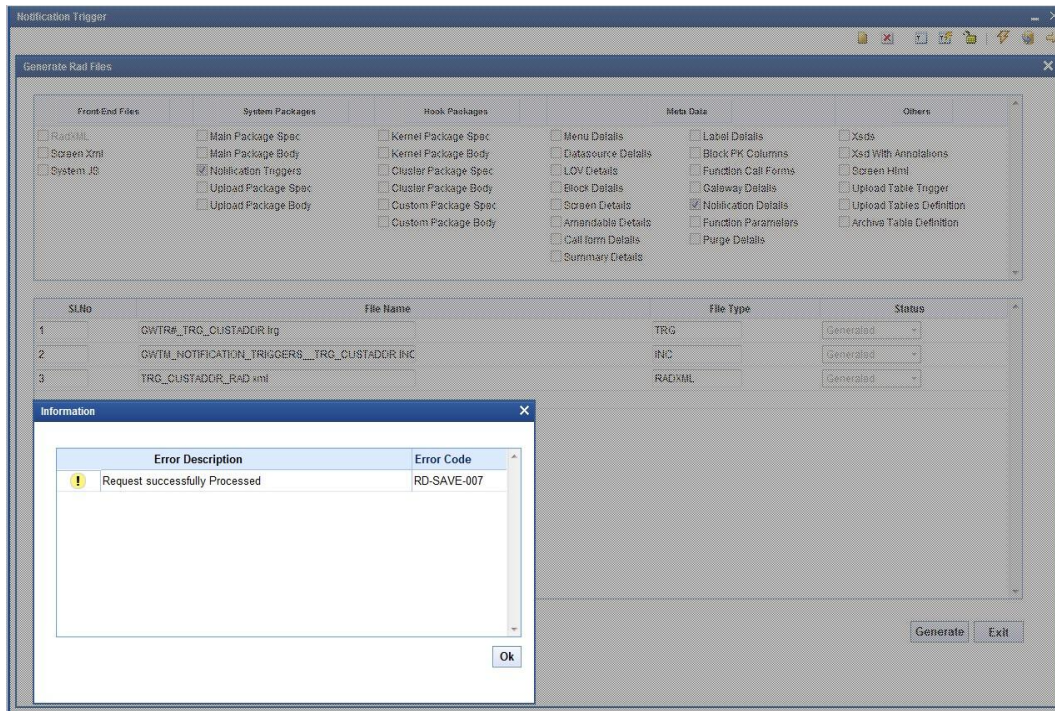 Notification Trigger
Generate Rad Files
Front-End Files System Packages Hook Packages Meta Data Others
RadXML Main Package Spec Kernel Package Spec Menu Details Label Details Xsds
Screen Xml Main Package Body Kernel Package Body Datasource Details Block PK Columns Xsd With Annotations
System JS Notification Triggers Cluster Package Spec LOV Details Function Call Forms Screen Html
Upload Package Spec Cluster Package Body Block Details Gateway Details Upload Table Trigger
Upload Package Body Custom Package Spec Screen Details Notification Details Upload Tables Definition
Custom Package Body Amendable Details Function Parameters Archive Table Definition
Call form Details Purge Details
Summary Details
Sl.No File Name File Type Status
1 GWTR#_TRG_CUSTADDR.trg TRG Generated
2 GWTM_NOTIFICATION_TRIGGERS__TRG_CUSTADDR.INC INC Generated
3 TRG_CUSTADDR_RAD.xml RADXML Generated
Information
Error Description Error Code
Request successfully Processed RD-SAVE-007
Ok
Generate Exit